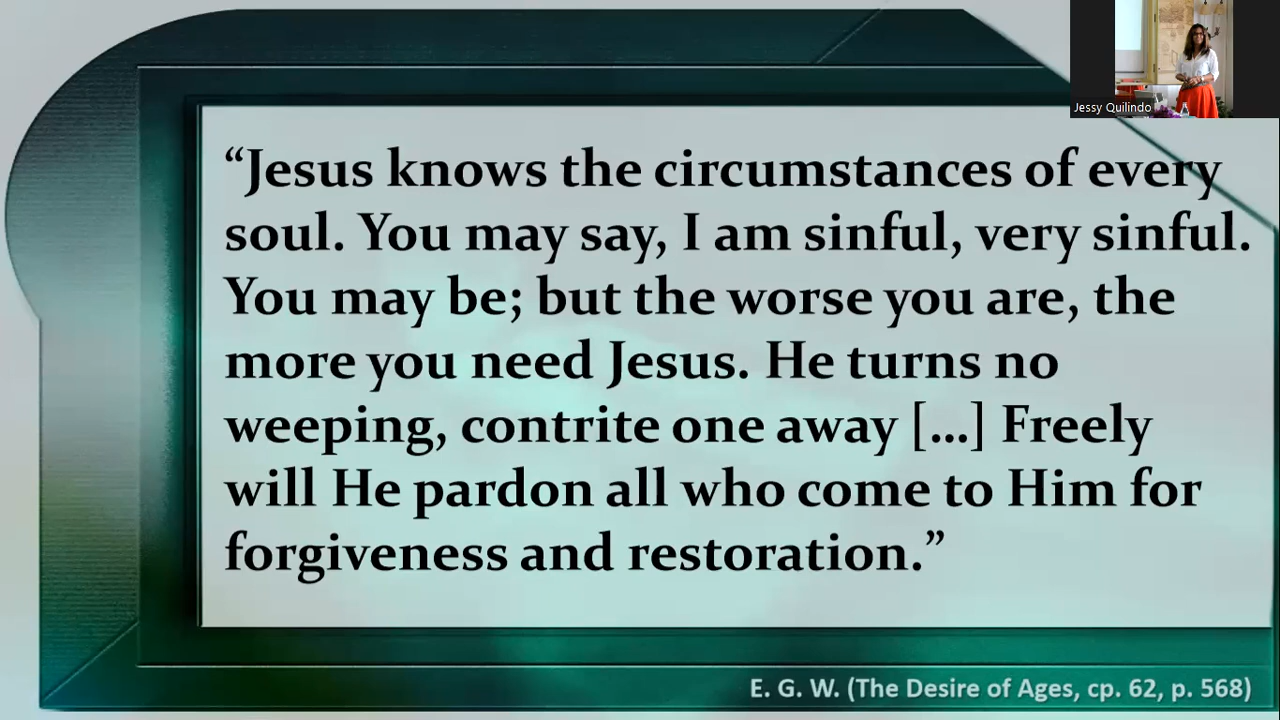 Jessy Quilindo
“Jesus knows the circumstances of every
soul. You may say, I am sinful, very sinful.
You may be; but the worse you are, the
more you need Jesus. He turns no
weeping, contrite one away [...] Freely
will He pardon all who come to Him for
forgiveness and restoration.”
E. G. W. (The Desire of Ages, cp. 62, p. 568)